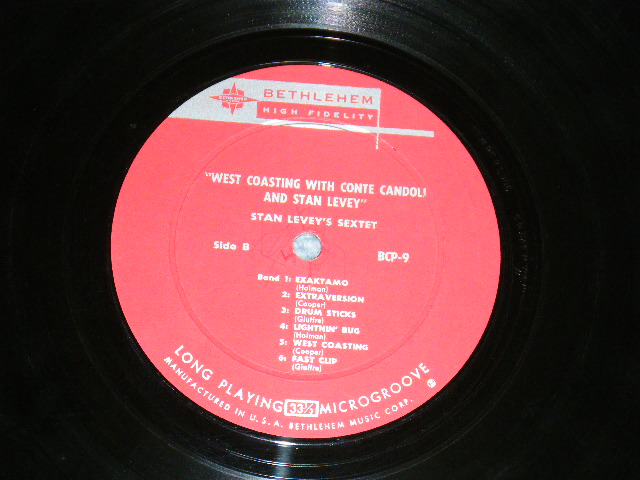 BETHLEHEM
BETHLEHEM
HIGH FIDELITY
"WEST COASTING WITH CONTE CANDOLI
AND STAN LEVEY"
STAN LEVEY'S SEXTET
Side B
BCP-9
Band 1: EXAKTAMO
(Holman)
2: EXTRAVERSION
(Cooper)
3: DRUM STICKS
(Giuffre)
4: LIGHTNIN' BUG
(Holman)
5: WEST COASTING
(Cooper)
6: FAST CLIP
(Giuffre)
LONG PLAYING 33⅓ MICROGROOVE
MANUFACTURED IN U.S.A. BETHLEHEM MUSIC CORP.